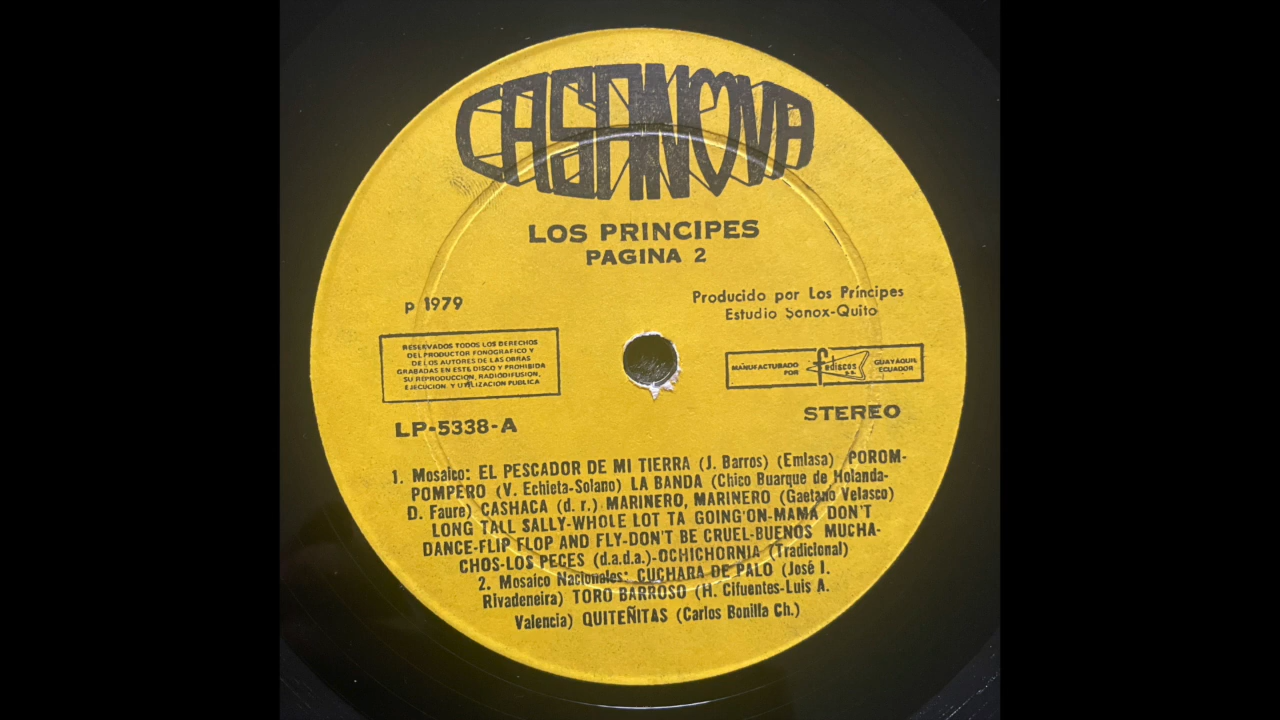 CASANOVA
LOS PRINCIPES
PAGINA 2
p 1979
Producido por Los Príncipes
Estudio Sonox-Quito
RESERVADOS TODOS LOS DERECHOS
DEL PRODUCTOR FONOGRAFICO Y
DE LOS AUTORES DE LAS OBRAS
GRABADAS EN ESTE DISCO Y PROHIBIDA
SU REPRODUCCION, RADIODIFUSION,
EJECUCION Y UTILIZACION PUBLICA
MANUFACTURADO
POR
fediscos
S.A.
GUAYAQUIL
ECUADOR
LP-5338-A
STEREO
1. Mosaico: EL PESCADOR DE MI TIERRA (J. Barros) (Emlasa) POROM-
POMPERO (V. Echieta-Solano) LA BANDA (Chico Buarque de Holanda-
D. Faure) CASHACA (d. r.) MARINERO, MARINERO (Gaetano Velasco)
LONG TALL SALLY-WHOLE LOT TA GOING'ON-MAMA DON'T
DANCE-FLIP FLOP AND FLY-DON'T BE CRUEL-BUENOS MUCHA-
CHOS-LOS PECES (d.a.d.a.)-OCHICHORNIA (Tradicional)
2. Mosaico Nacionales: CUCHARA DE PALO (José I.
Rivadeneira) TORO BARROSO (H. Cifuentes-Luis A.
Valencia) QUITEÑITAS (Carlos Bonilla Ch.)